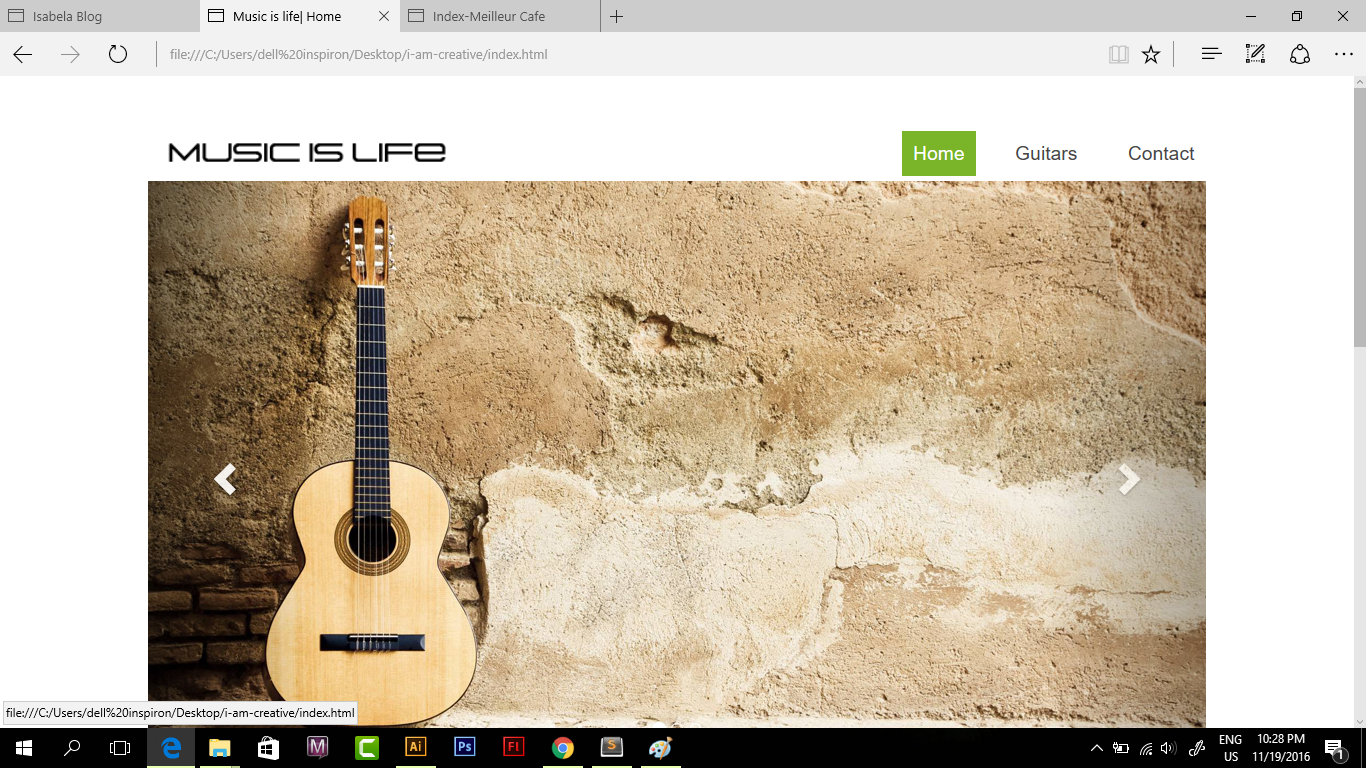 Isabela Blog
Music is life| Home
Index-Meilleur Cafe
file:///C:/Users/dell%20inspiron/Desktop/i-am-creative/index.html
MUSIC IS LIFE
Home
Guitars
Contact
file:///C:/Users/dell%20inspiron/Desktop/i-am-creative/index.html
M
C
Ai
Ps
Fl
S
ENG
US
10:28 PM
11/19/2016
1